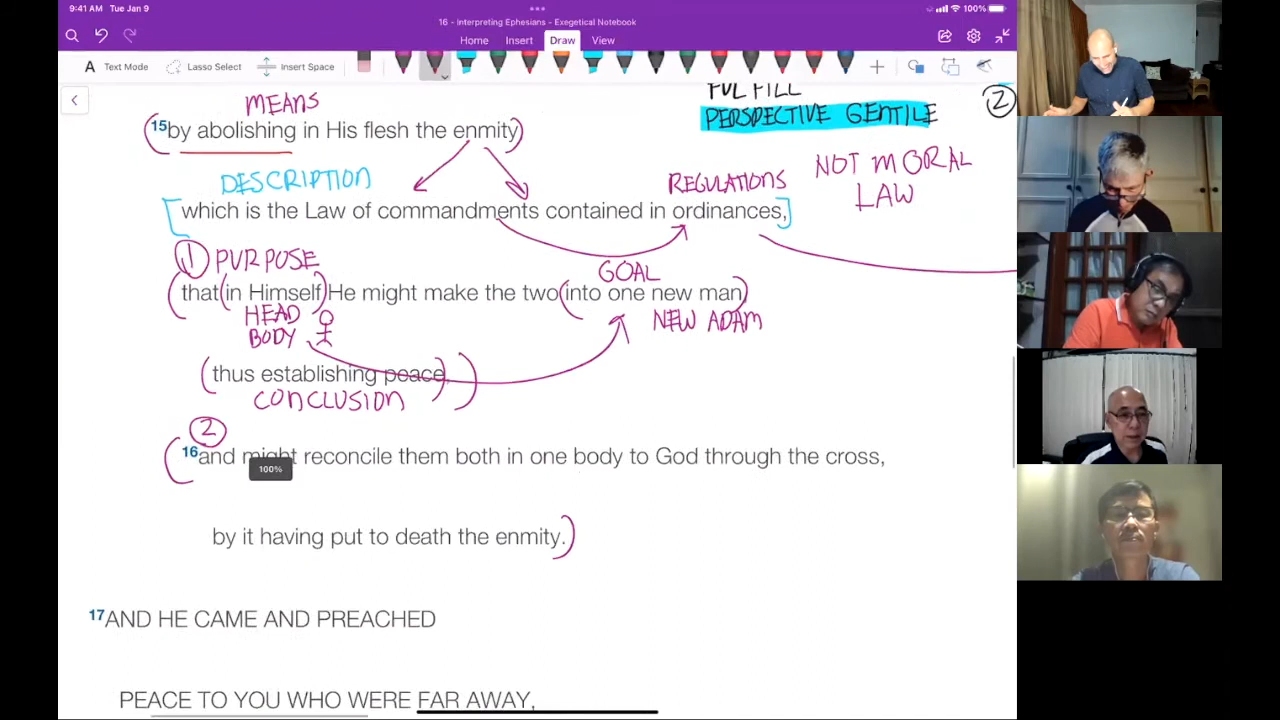 9:41 AM Tue Jan 9
100%
16 - Interpreting Ephesians - Exegetical Notebook
Home Insert Draw View
A Text Mode Lasso Select Insert Space
FULFILL
PERSPECTIVE GENTILE
2
MEANS
15by abolishing in His flesh the enmity
NOT MORAL
LAW
DESCRIPTION
REGULATIONS
which is the Law of commandments contained in ordinances,
1 PURPOSE
GOAL
that in Himself He might make the two into one new man,
HEAD
BODY
NEW ADAM
thus establishing peace,
CONCLUSION
2
16and might reconcile them both in one body to God through the cross,
100%
by it having put to death the enmity.
17AND HE CAME AND PREACHED
PEACE TO YOU WHO WERE FAR AWAY,